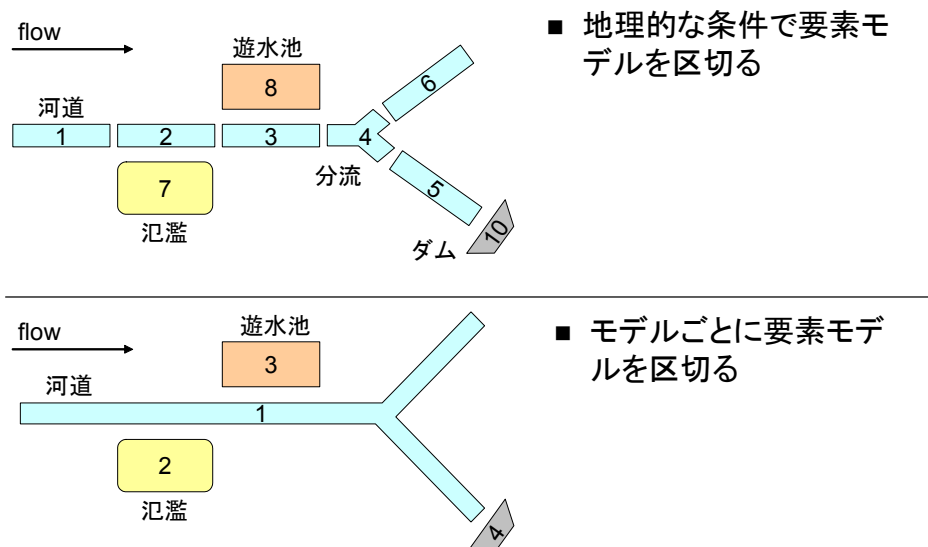 flow
遊水池
8
6
河道
1
2
3
4
分流
7
5
氾濫
10
ダム
■ 地理的な条件で要素モ
デルを区切る
flow
遊水池
3
河道
1
2
氾濫
4
■ モデルごとに要素モデ
ルを区切る